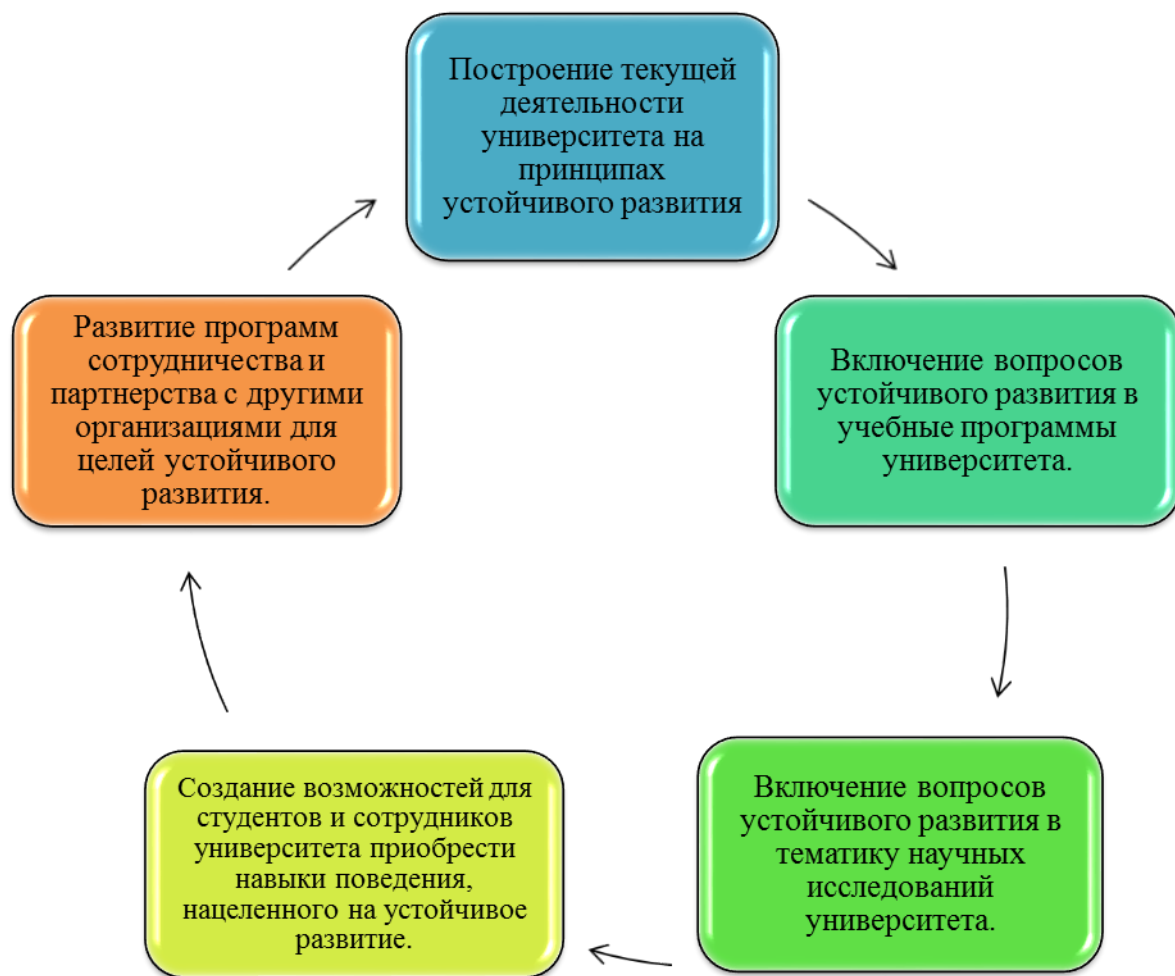 Построение текущей
деятельности
университета на
принципах
устойчивого развития
Включение вопросов
устойчивого развития в
учебные программы
университета.
Включение вопросов
устойчивого развития в
тематику научных
исследований
университета.
Создание возможностей для
студентов и сотрудников
университета приобрести
навыки поведения,
нацеленного на устойчивое
развитие.
Развитие программ
сотрудничества и
партнерства с другими
организациями для
целей устойчивого
развития.